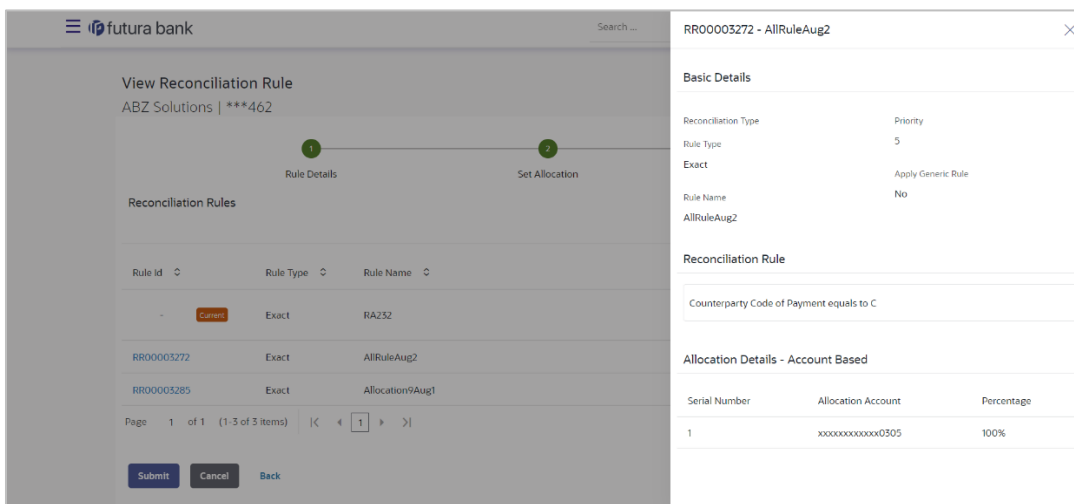 futura bank
Search ...
View Reconciliation Rule
ABZ Solutions | ***462
1
2
Rule Details
Set Allocation
Reconciliation Rules
Rule Id
Rule Type
Rule Name
- Current Exact RA232
RR00003272 Exact AllRuleAug2
RR00003285 Exact Allocation9Aug1
Page 1 of 1 (1-3 of 3 items) 1
Submit Cancel Back
RR00003272 - AllRuleAug2
Basic Details
Reconciliation Type
Priority
Rule Type
5
Exact
Apply Generic Rule
Rule Name
No
AllRuleAug2
Reconciliation Rule
Counterparty Code of Payment equals to C
Allocation Details - Account Based
Serial Number Allocation Account Percentage
1 xxxxxxxxxxxx0305 100%